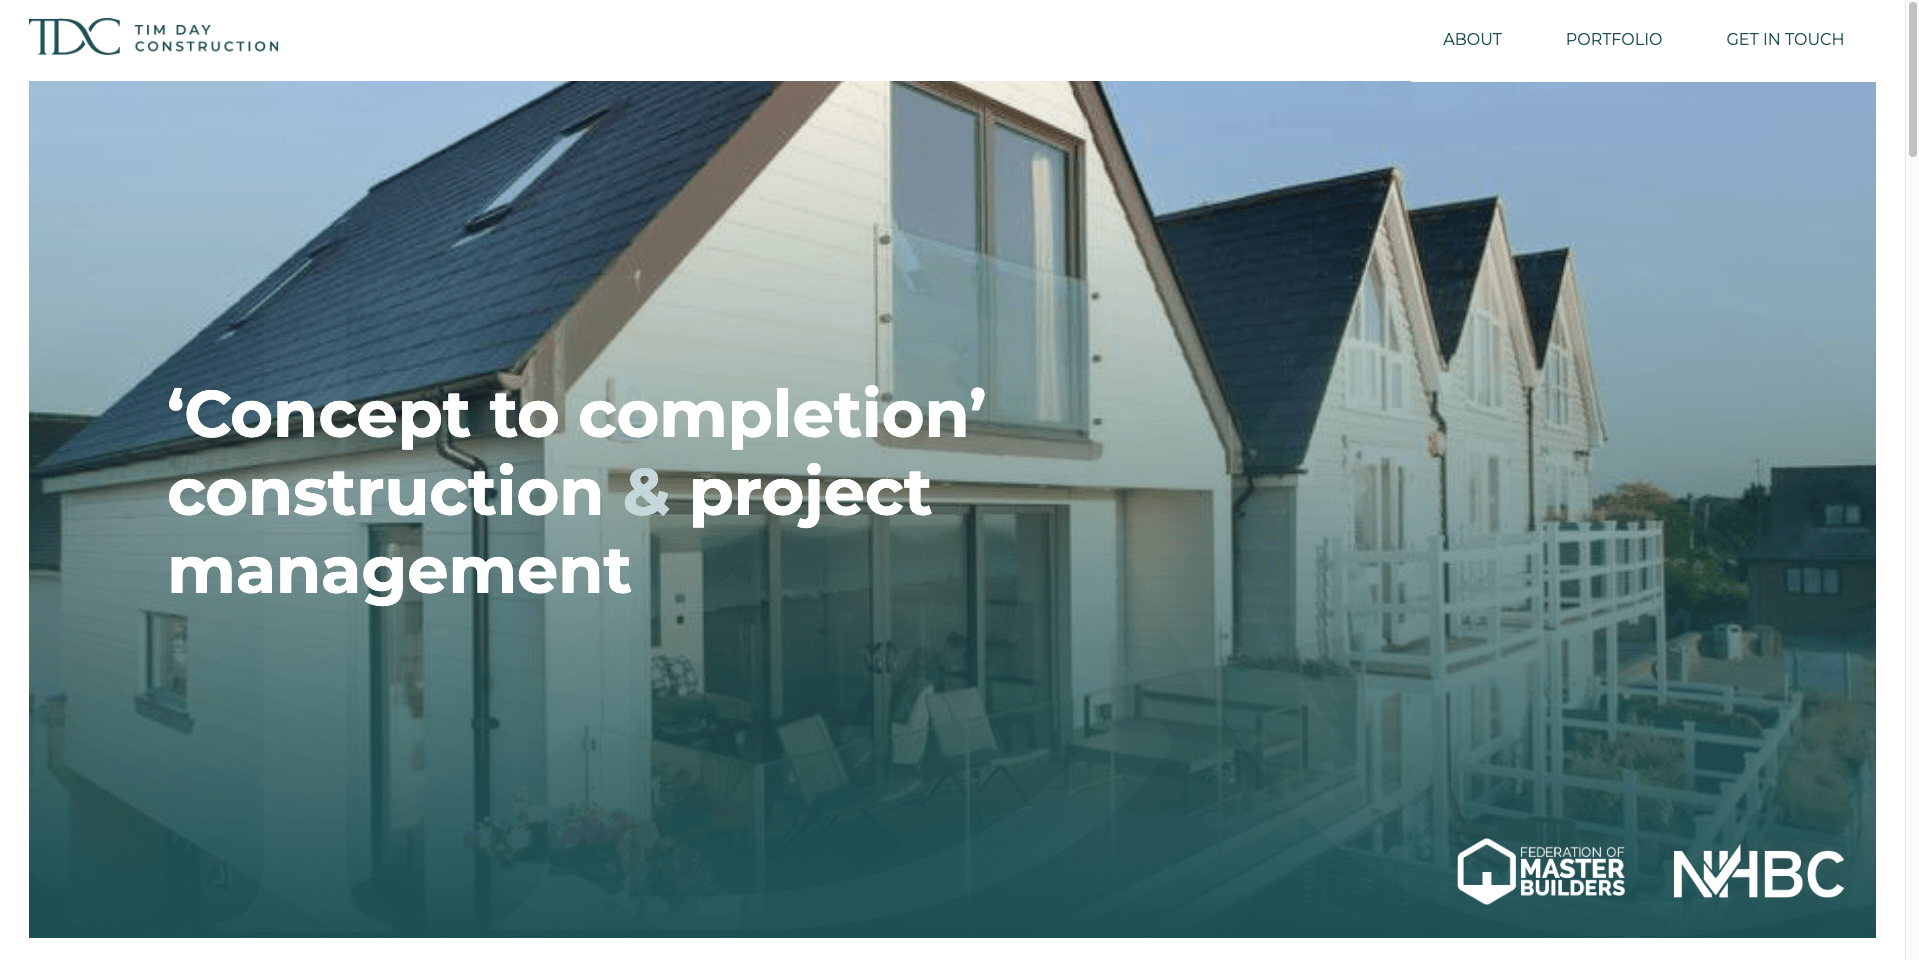 TDC
TIM DAY
CONSTRUCTION
ABOUT
PORTFOLIO
GET IN TOUCH
‘Concept to completion’
construction & project
management
FEDERATION OF
MASTER
BUILDERS
NHBC